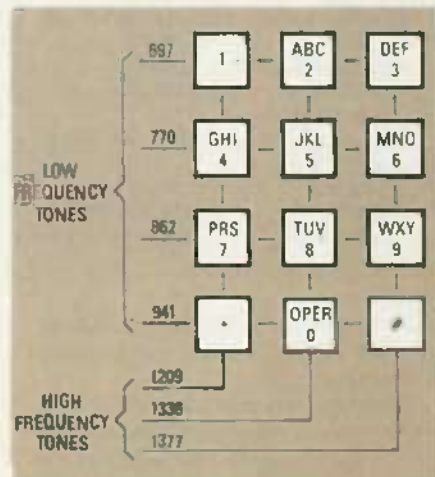 697
1
ABC
2
DEF
3
770
GHI
4
JKL
5
MNO
6
LOW
FREQUENCY
TONES
862
PRS
7
TUV
8
WXY
9
941
*
OPER
0
#
1209
1336
HIGH
FREQUENCY
TONES
1377